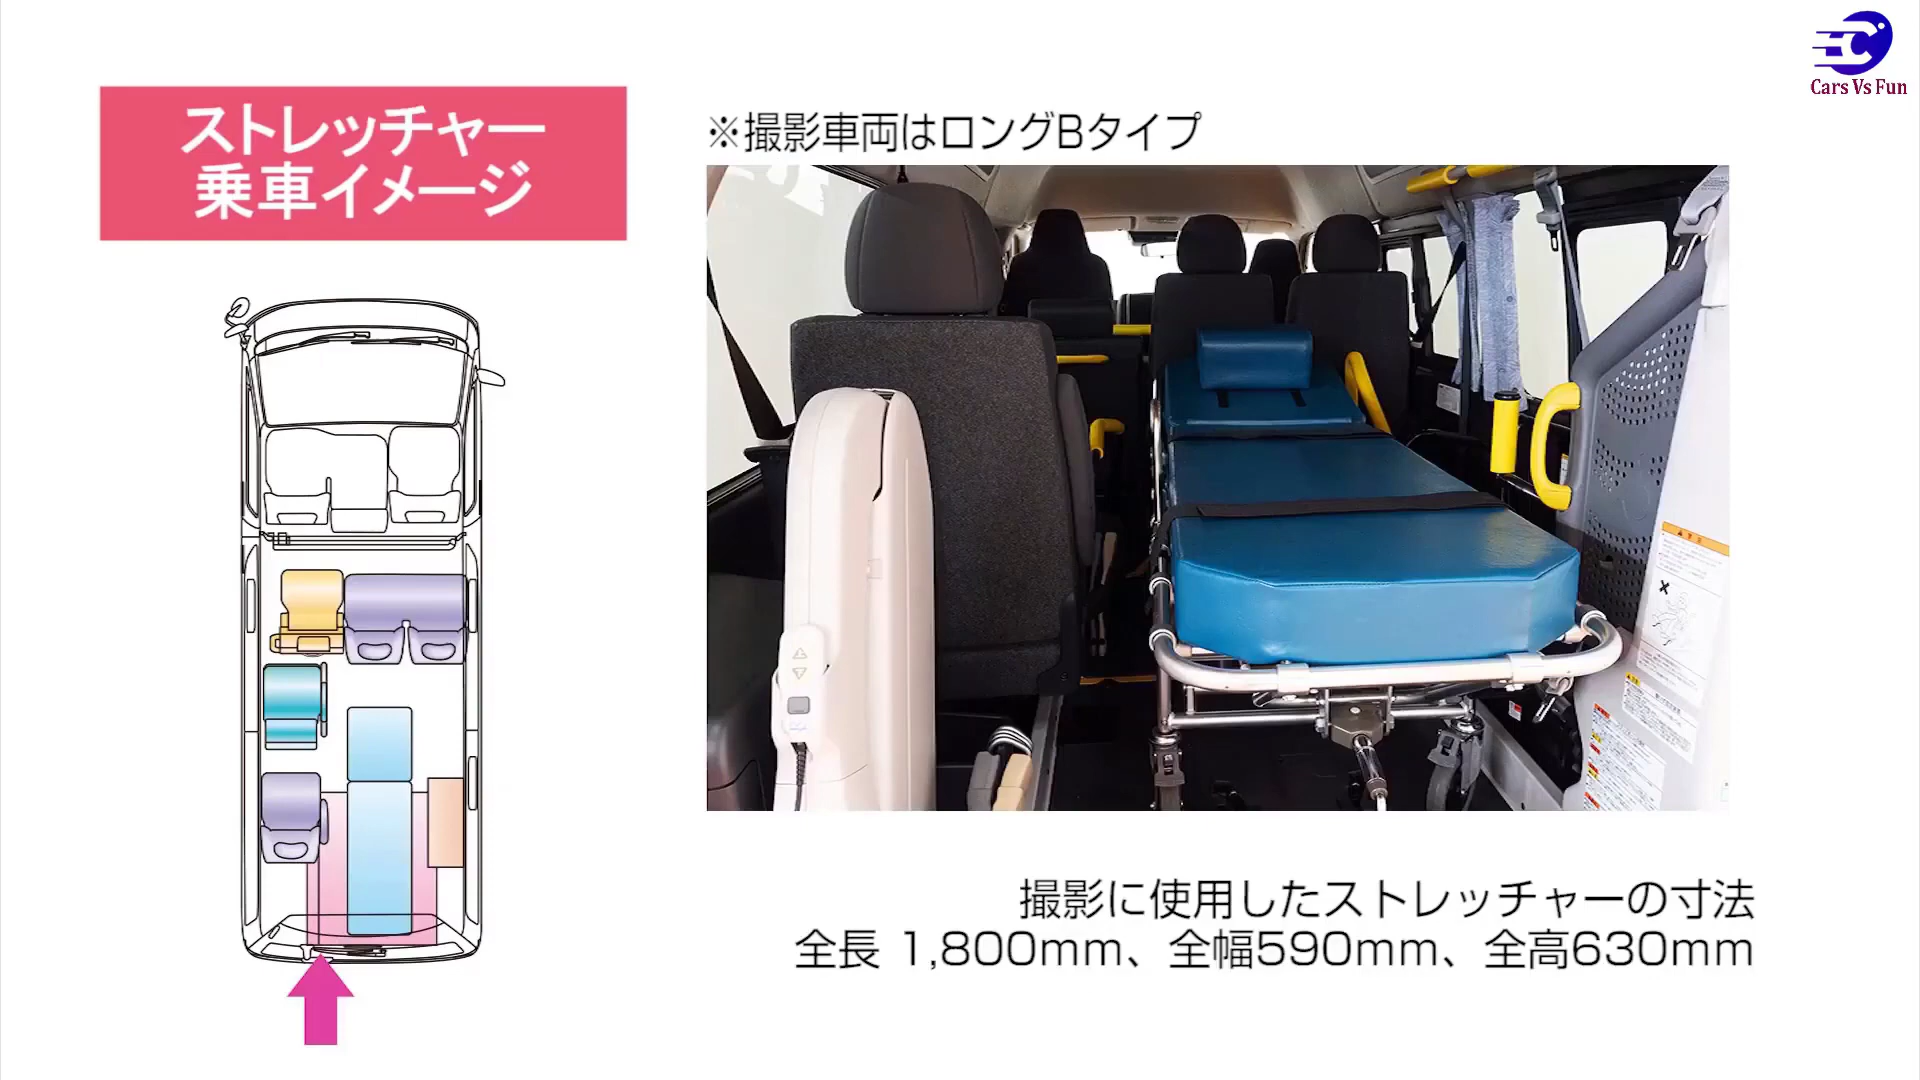 Cars Vs Fun
ストレッチャー
乗車イメージ
※撮影車両はロングBタイプ
撮影に使用したストレッチャーの寸法
全長 1,800mm、全幅590mm、全高630mm